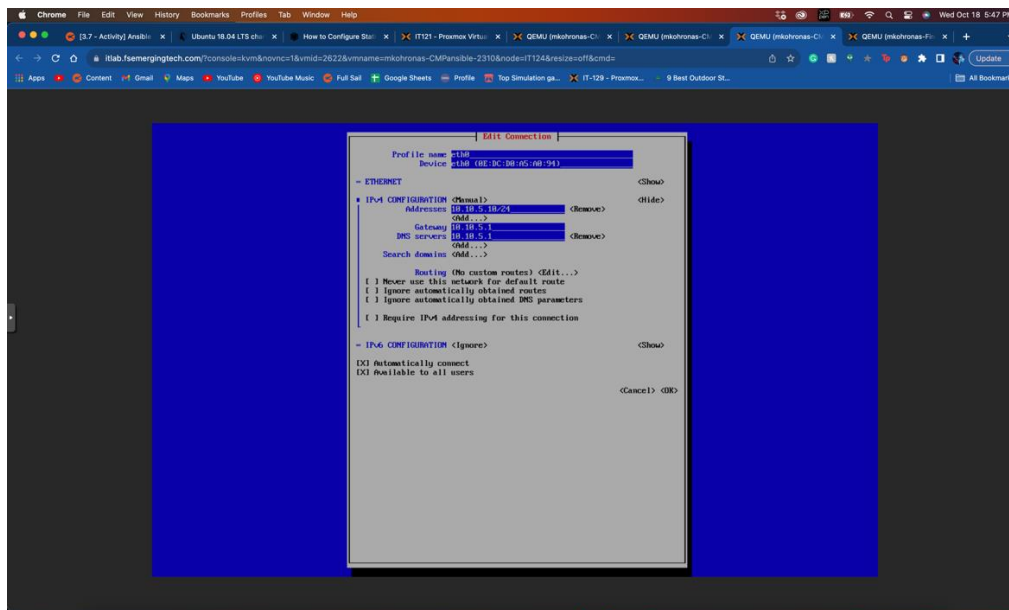 Chrome File Edit View History Bookmarks Profiles Tab Window Help Wed Oct 18 5:47 PM
[3.7 - Activity] Ansible Ubuntu 18.04 LTS How to Configure IT121 - Proxmox Virtual QEMU (mkohronas- QEMU (mkohronas- QEMU (mkohronas- QEMU (mkohronas-
itlab.fsemergingtech.com/?console=kvm&novnc=1&vmid=2622&vmname=mkohronas-CMPansible-2310&node=IT124&resize=off&cmd= Update
Apps Content Gmail Maps YouTube YouTube Music Full Sail Google Sheets Profile Top Simulation ga... IT-129 - Proxmox... 9 Best Outdoor St... All Bookmar
Edit Connection
Profile name eth0
Device eth0 (0E:DC:D0:A5:A0:94)
= ETHERNET <Show>
IPv4 CONFIGURATION <Manual> <Hide>
Addresses 10.10.5.10/24 <Remove>
<Add...>
Gateway 10.10.5.1
DNS servers 10.10.5.1 <Remove>
<Add...>
Search domains <Add...>
Routing (No custom routes) <Edit...>
[ ] Never use this network for default route
[ ] Ignore automatically obtained routes
[ ] Ignore automatically obtained DNS parameters
[ ] Require IPv4 addressing for this connection
= IPv6 CONFIGURATION <Ignore> <Show>
[X] Automatically connect
[X] Available to all users
<Cancel> <OK>